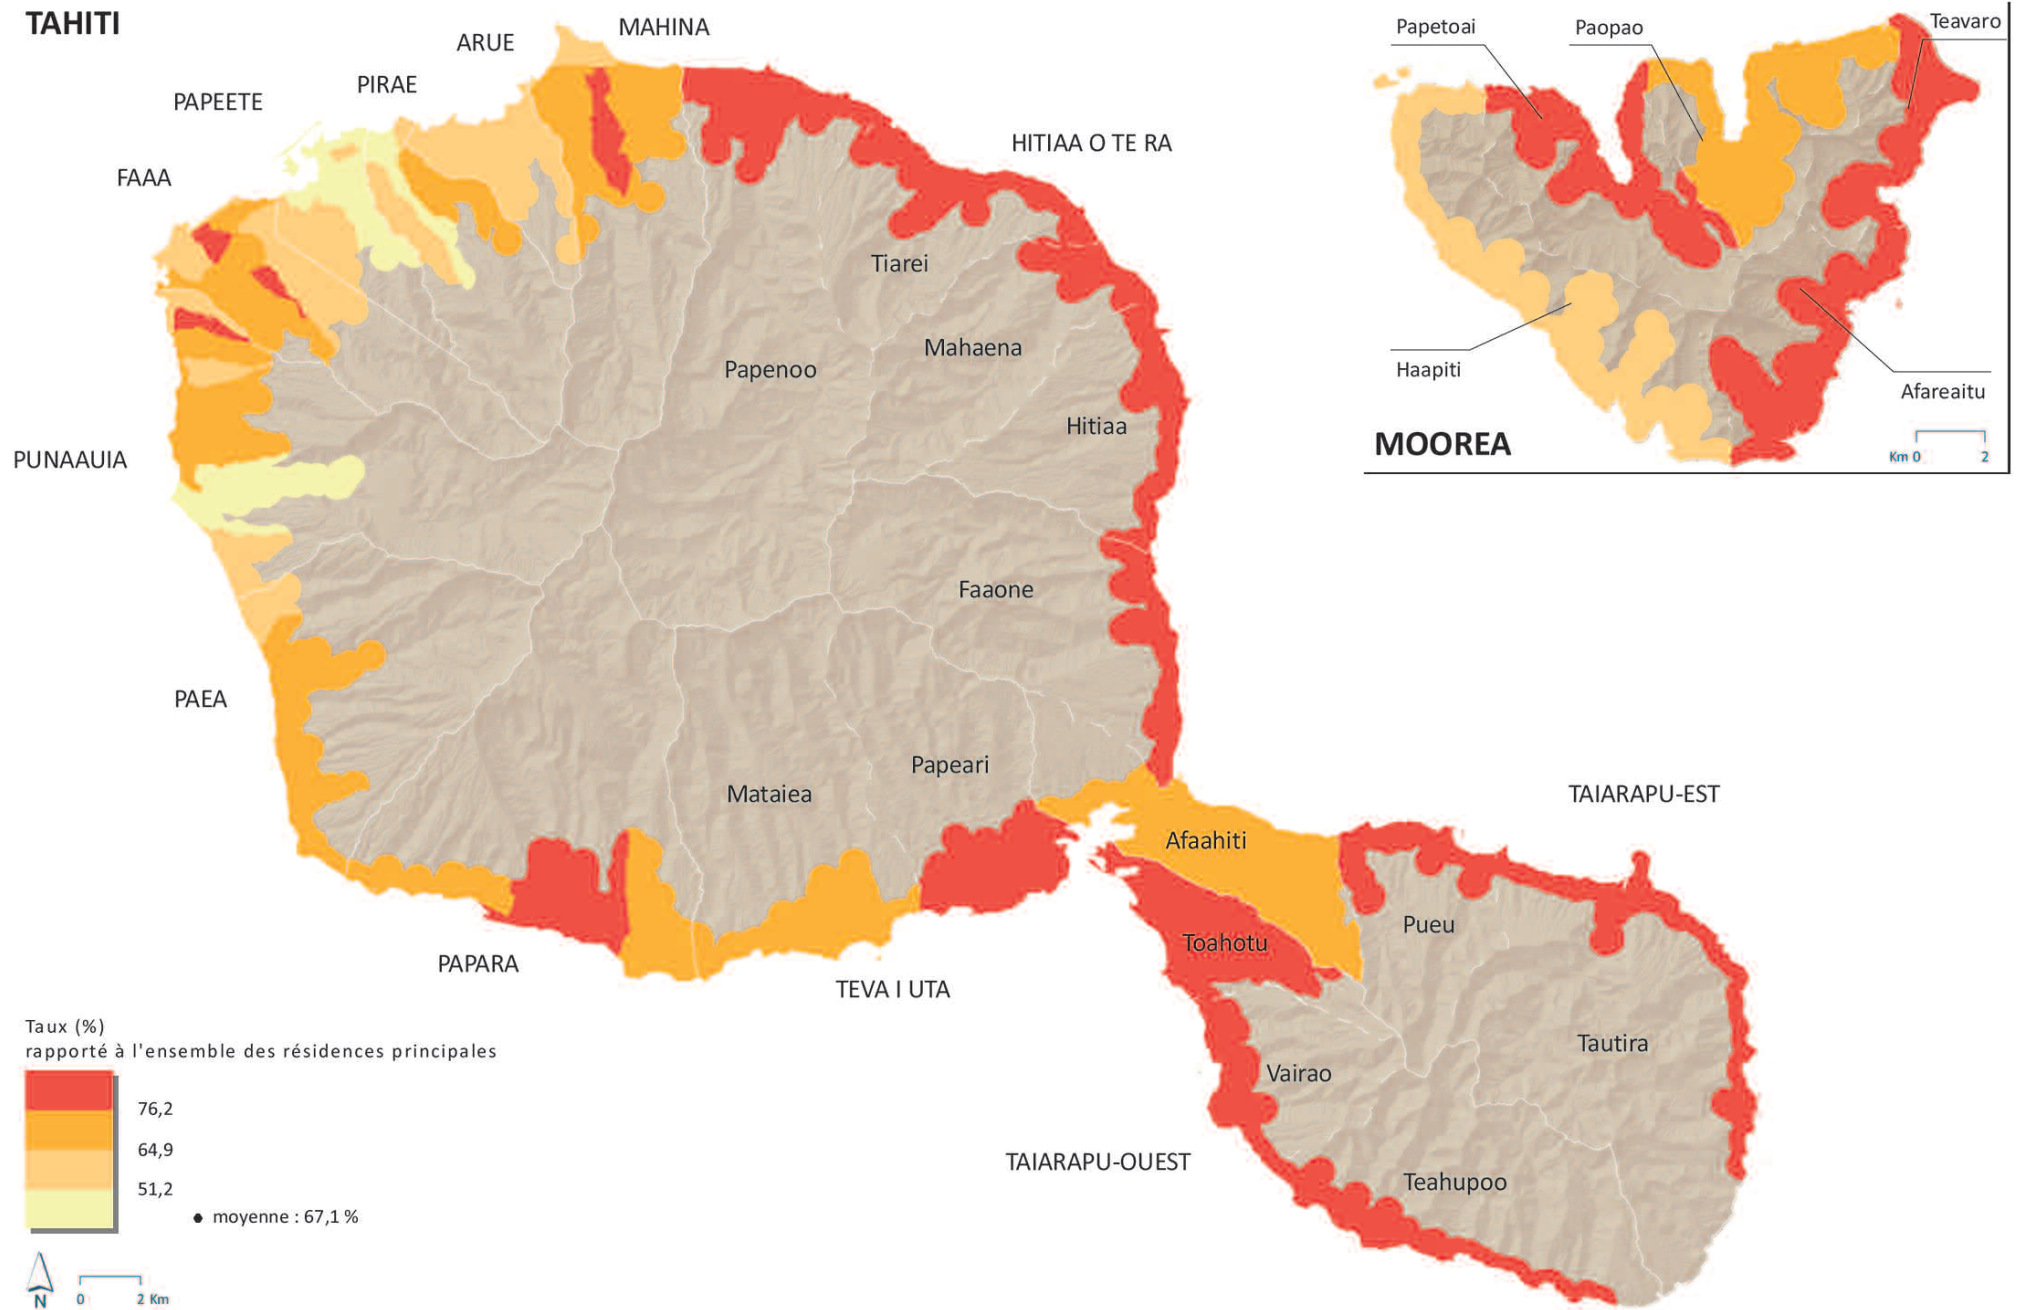 TAHITI
MAHINA
ARUE
PIRAE
PAPEETE
FAAA
HITIAA O TE RA
Tiarei
Mahaena
Papenoo
Hitiaa
PUNAAUIA
Faaone
PAEA
Papeari
Mataiea
PAPARA
TEVA I UTA
Afaahiti
TAIARAPU-EST
Pueu
Toahotu
Tautira
Vairao
TAIARAPU-OUEST
Teahupoo
Papetoai
Paopao
Teavaro
Haapiti
Afareaitu
MOOREA
Km 0 2
Taux (%)
rapporté à l'ensemble des résidences principales
76,2
64,9
51,2
moyenne : 67,1 %
N
0 2 Km